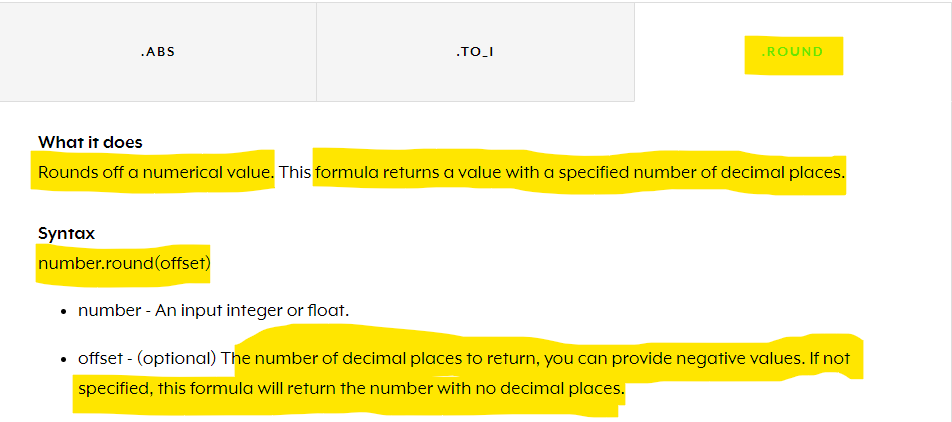 .ABS
.TO_I
.ROUND
What it does
Rounds off a numerical value. This formula returns a value with a specified number of decimal places.
Syntax
number.round(offset)
• number - An input integer or float.
• offset - (optional) The number of decimal places to return, you can provide negative values. If not
specified, this formula will return the number with no decimal places.